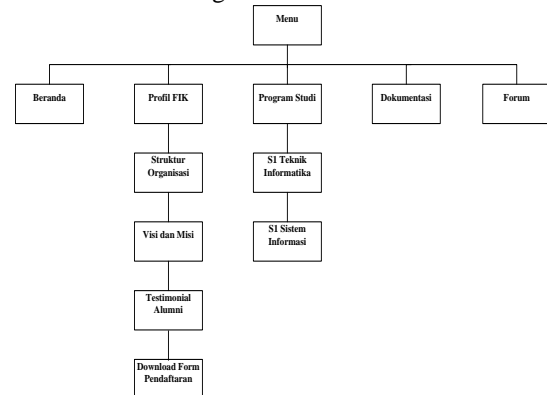 Menu
Beranda
Profil FIK
Program Studi
Dokumentasi
Forum
Struktur
Organisasi
S1 Teknik
Informatika
Visi dan Misi
S1 Sistem
Informasi
Testimonial
Alumni
Download Form
Pendaftaran